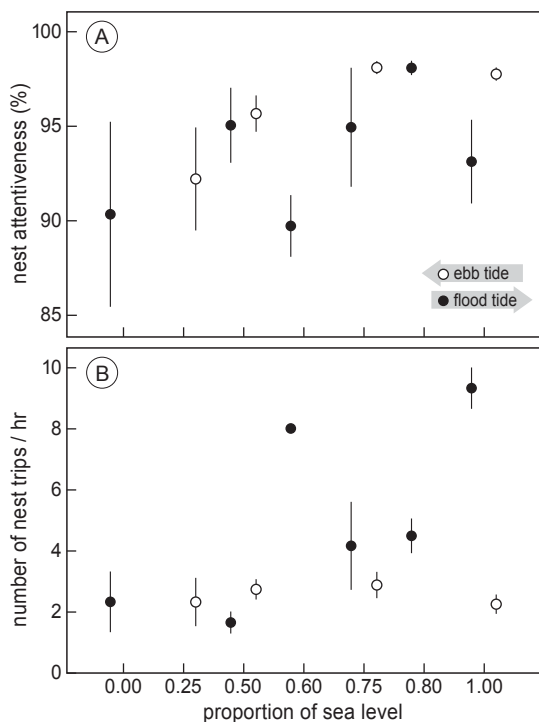 A
100
95
90
85
nest attentiveness (%)
ebb tide
flood tide
B
10
8
6
4
2
0
number of nest trips / hr
0.00 0.25 0.50 0.60 0.75 0.80 1.00
proportion of sea level